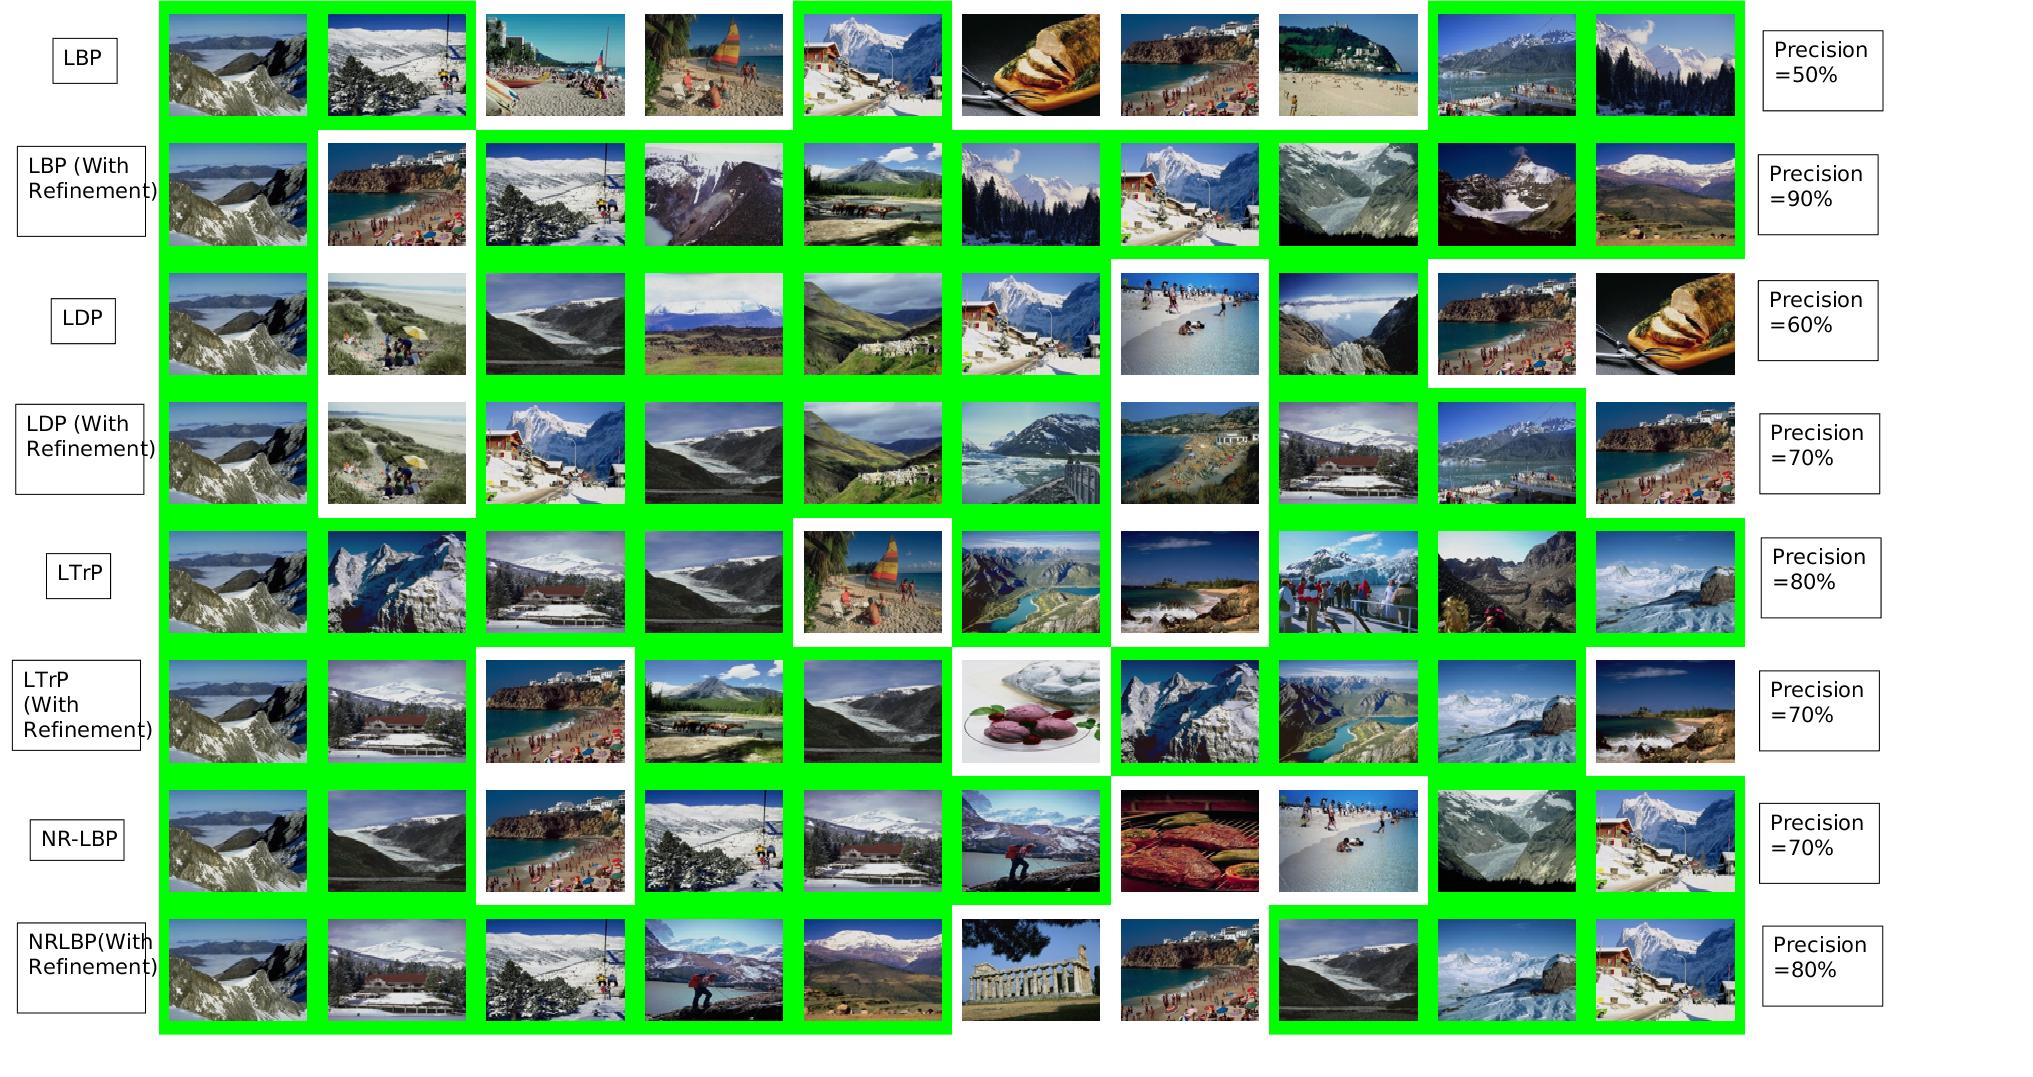 LBP
Precision
=50%
LBP (With
Refinement)
Precision
=90%
LDP
Precision
=60%
LDP (With
Refinement)
Precision
=70%
LTrP
Precision
=80%
LTrP
(With
Refinement)
Precision
=70%
NR-LBP
Precision
=70%
NRLBP(With
Refinement)
Precision
=80%